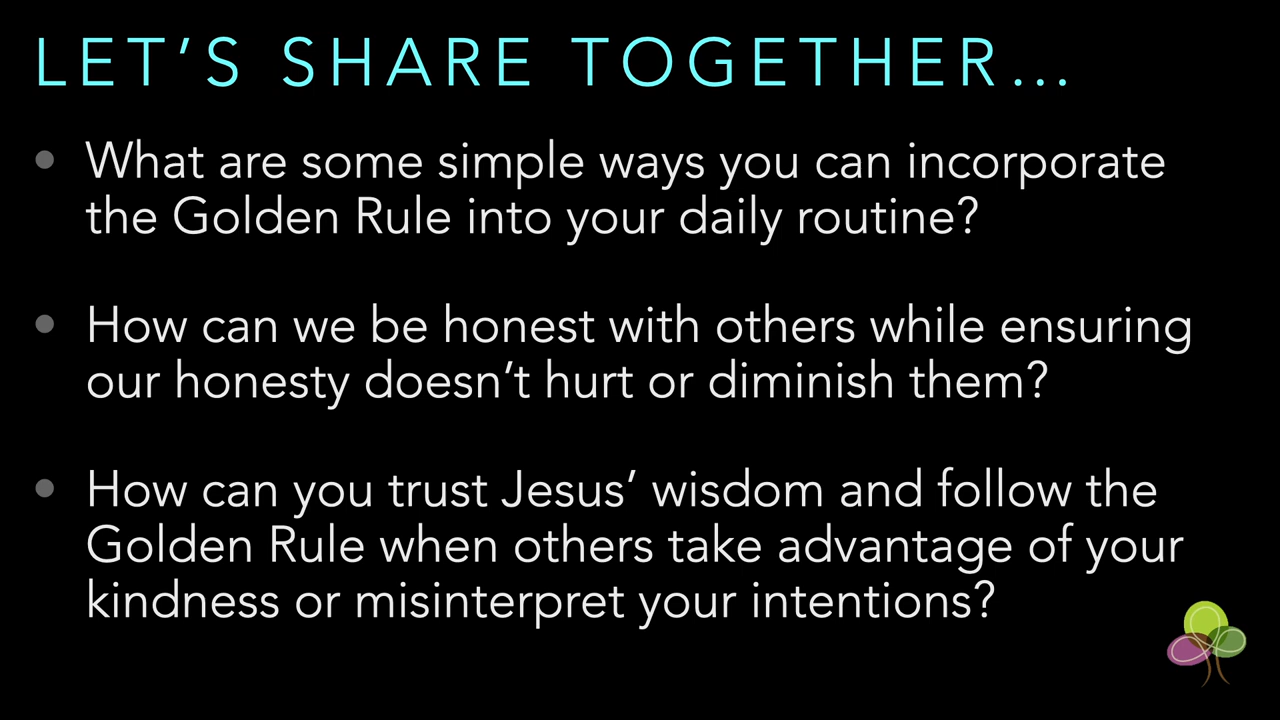 LET’S SHARE TOGETHER…
• What are some simple ways you can incorporate
the Golden Rule into your daily routine?
• How can we be honest with others while ensuring
our honesty doesn’t hurt or diminish them?
• How can you trust Jesus’ wisdom and follow the
Golden Rule when others take advantage of your
kindness or misinterpret your intentions?